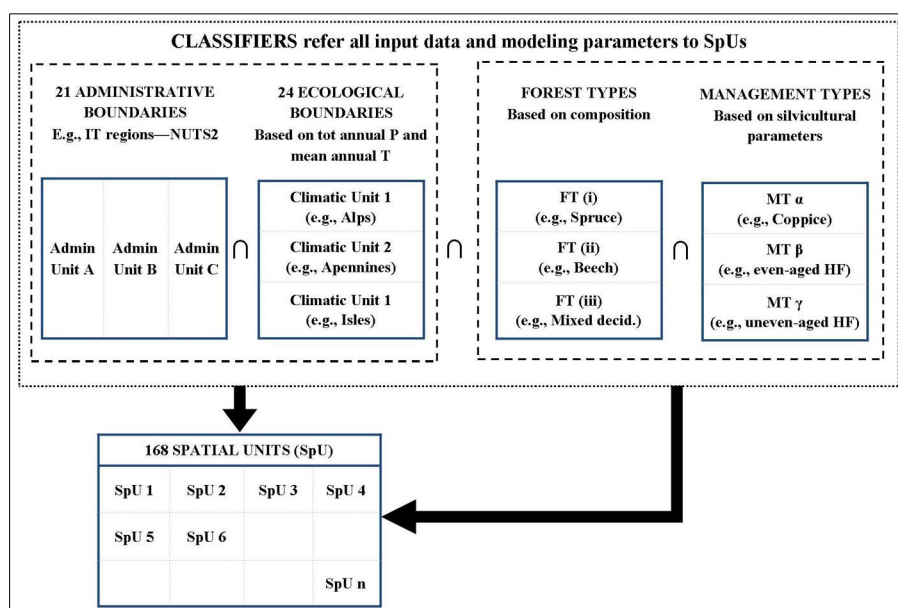 CLASSIFIERS refer all input data and modeling parameters to SpUs
21 ADMINISTRATIVE
BOUNDARIES
E.g., IT regions—NUTS2
24 ECOLOGICAL
BOUNDARIES
Based on tot annual P and
mean annual T
FOREST TYPES
Based on composition
MANAGEMENT TYPES
Based on silvicultural
parameters
Admin
Unit A
Admin
Unit B
Admin
Unit C
∩
Climatic Unit 1
(e.g., Alps)
Climatic Unit 2
(e.g., Apennines)
Climatic Unit 1
(e.g., Isles)
∩
FT (i)
(e.g., Spruce)
FT (ii)
(e.g., Beech)
FT (iii)
(e.g., Mixed decid.)
∩
MT α
(e.g., Coppice)
MT β
(e.g., even-aged HF)
MT γ
(e.g., uneven-aged HF)
168 SPATIAL UNITS (SpU)
SpU 1 SpU 2 SpU 3 SpU 4
SpU 5 SpU 6
SpU n